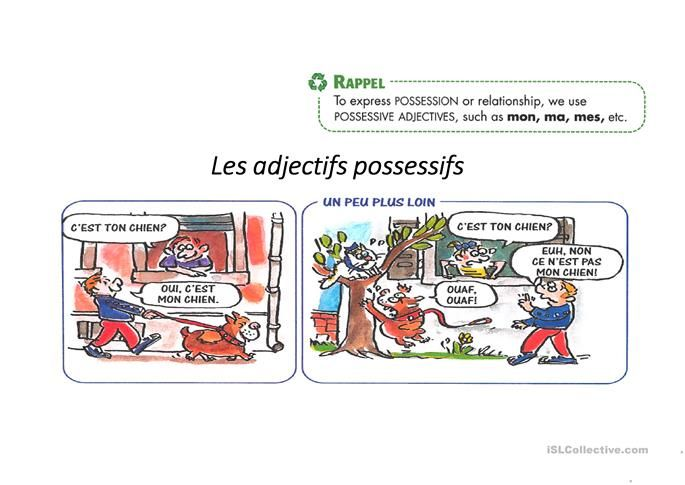 RAPPEL
To express POSSESSION or relationship, we use
POSSESSIVE ADJECTIVES, such as mon, ma, mes, etc.
Les adjectifs possessifs
C'EST TON CHIEN?
OUI, C'EST
MON CHIEN.
UN PEU PLUS LOIN
C'EST TON CHIEN?
EUH, NON
CE N'EST PAS
MON CHIEN!
OUAF,
OUAF!
iSLCollective.com